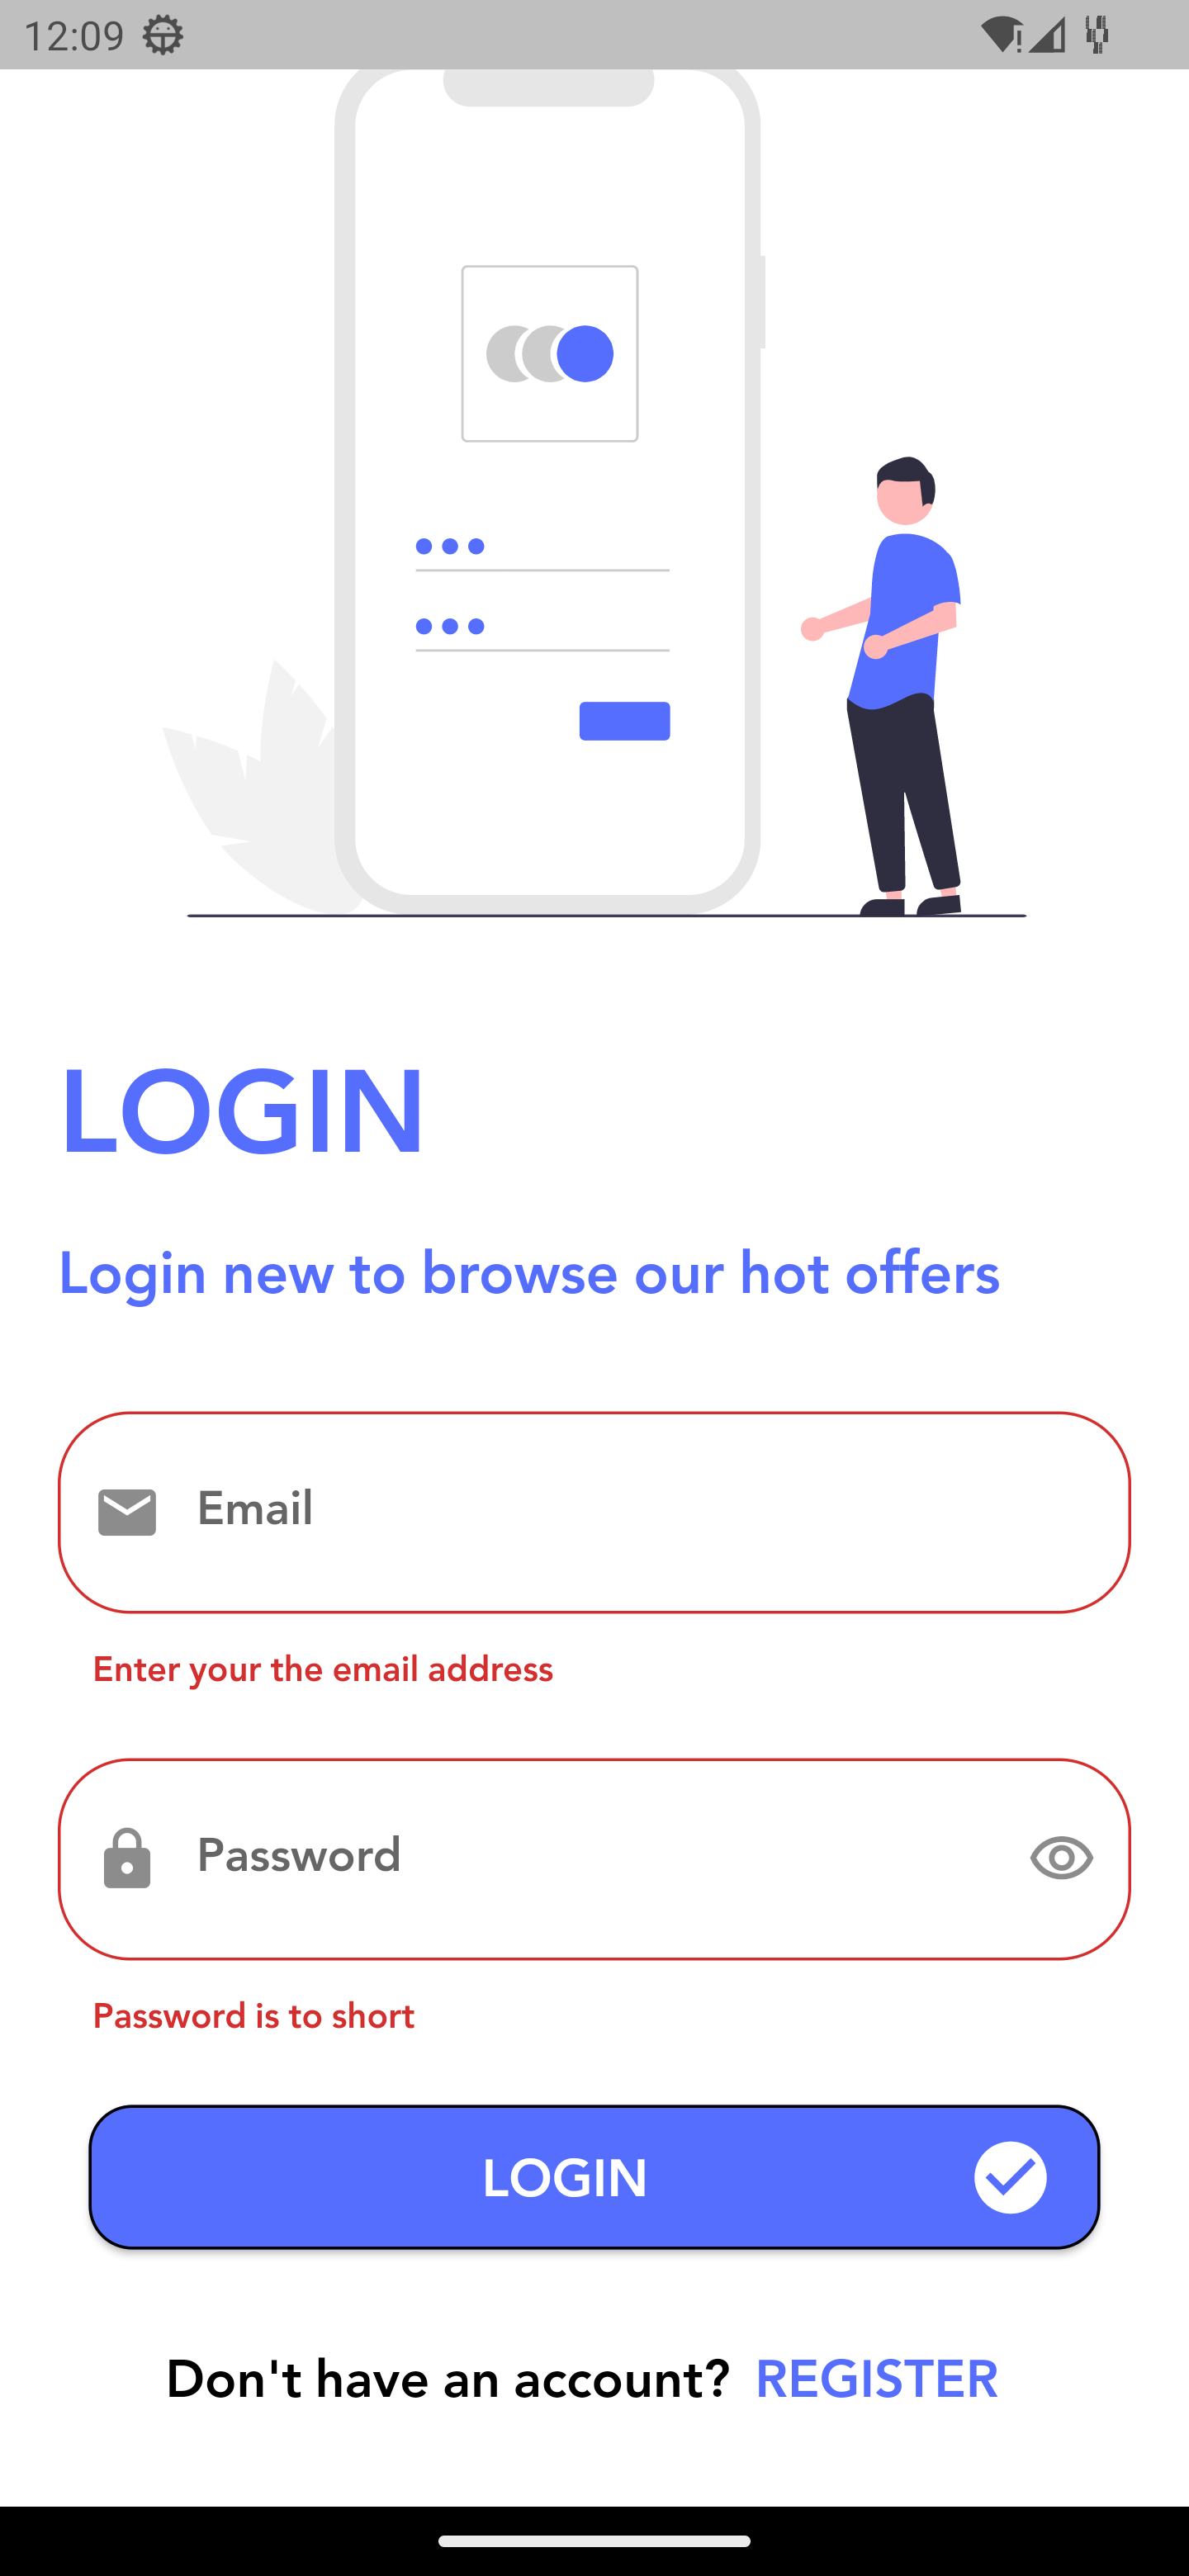 12:09
LOGIN
Login new to browse our hot offers
Email
Enter your the email address
Password
Password is to short
LOGIN
Don't have an account? REGISTER